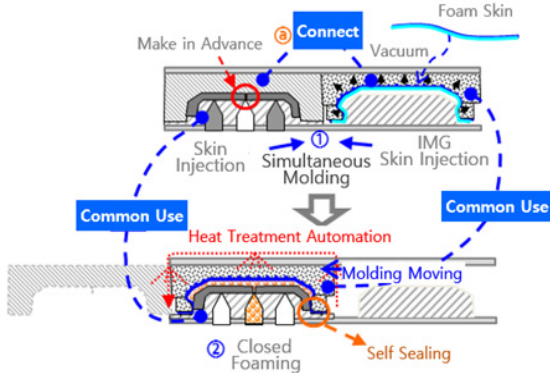 Foam Skin
ⓐ Connect
Make in Advance
Vacuum
Skin
Injection
①
Simultaneous
Molding
IMG
Skin Injection
Common Use
Common Use
Heat Treatment Automation
Molding Moving
② Closed
Foaming
Self Sealing